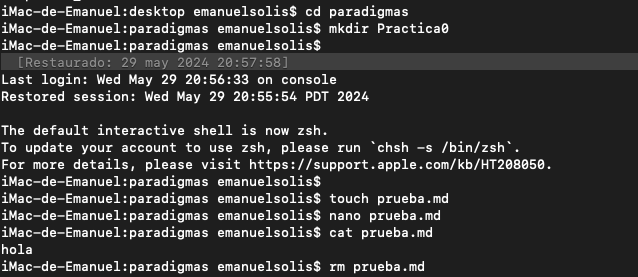 iMac-de-Emanuel:desktop emanuelsolis$ cd paradigmas
iMac-de-Emanuel:paradigmas emanuelsolis$ mkdir Practica0
iMac-de-Emanuel:paradigmas emanuelsolis$
[Restaurado: 29 may 2024 20:57:58]
Last login: Wed May 29 20:56:33 on console
Restored session: Wed May 29 20:55:54 PDT 2024

The default interactive shell is now zsh.
To update your account to use zsh, please run `chsh -s /bin/zsh`.
For more details, please visit https://support.apple.com/kb/HT208050.
iMac-de-Emanuel:paradigmas emanuelsolis$
iMac-de-Emanuel:paradigmas emanuelsolis$ touch prueba.md
iMac-de-Emanuel:paradigmas emanuelsolis$ nano prueba.md
iMac-de-Emanuel:paradigmas emanuelsolis$ cat prueba.md
hola
iMac-de-Emanuel:paradigmas emanuelsolis$ rm prueba.md